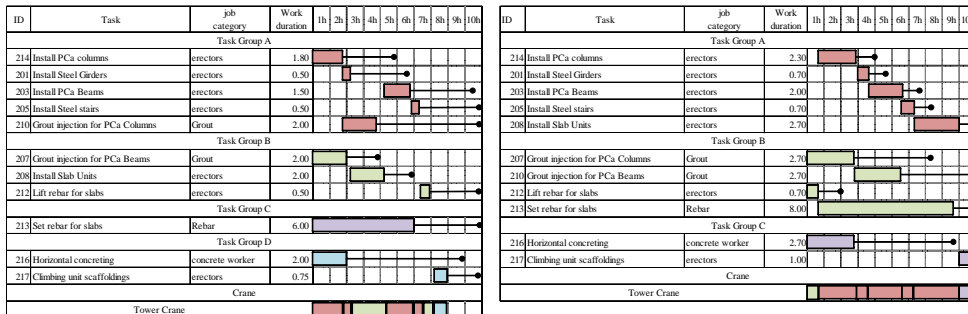 ID Task job category Work duration 1h 2h 3h 4h 5h 6h 7h 8h 9h 10h
Task Group A
214 Install PCa columns erectors 1.80
201 Install Steel Girders erectors 0.50
203 Install PCa Beams erectors 1.50
205 Install Steel stairs erectors 0.50
210 Grout injection for PCa Columns Grout 2.00
Task Group B
207 Grout injection for PCa Beams Grout 2.00
208 Install Slab Units erectors 2.00
212 Lift rebar for slabs erectors 0.50
Task Group C
213 Set rebar for slabs Rebar 6.00
Task Group D
216 Horizontal concreting concrete worker 2.00
217 Climbing unit scaffoldings erectors 0.75
Crane
Tower Crane
ID Task job category Work duration 1h 2h 3h 4h 5h 6h 7h 8h 9h 10
Task Group A
214 Install PCa columns erectors 2.30
201 Install Steel Girders erectors 0.70
203 Install PCa Beams erectors 2.00
205 Install Steel stairs erectors 0.70
208 Install Slab Units erectors 2.70
Task Group B
207 Grout injection for PCa Columns Grout 2.70
210 Grout injection for PCa Beams Grout 2.70
212 Lift rebar for slabs erectors 0.70
213 Set rebar for slabs Rebar 8.00
Task Group C
216 Horizontal concreting concrete worker 2.70
217 Climbing unit scaffoldings erectors 1.00
Crane
Tower Crane